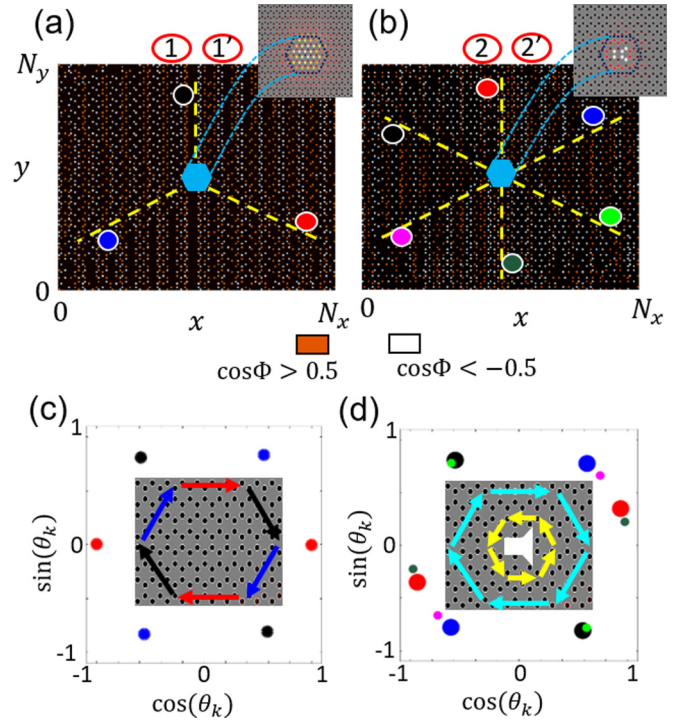 (a)
1 1′
(b)
2 2′
N_y
y
0
0
x
N_x
0
x
N_x
cosΦ > 0.5
cosΦ < −0.5
(c)
(d)
1
sin(θ_k)
0
-1
-1
0
1
cos(θ_k)
1
sin(θ_k)
0
-1
-1
0
1
cos(θ_k)